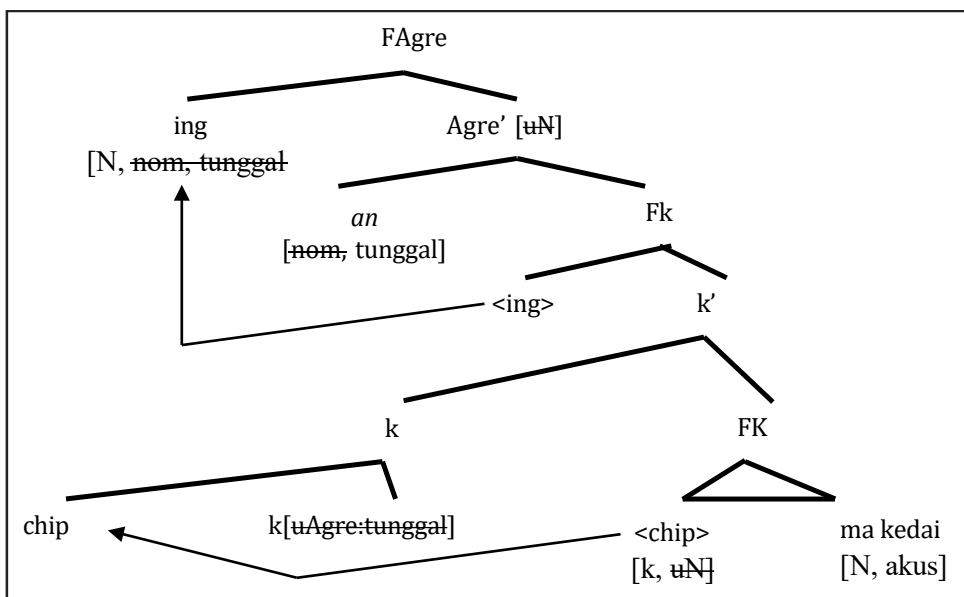 FAgre
ing Agre’ [uN]
[N, nom, tunggal
an Fk
[nom, tunggal]
<ing> k’
k FK
chip k[uAgre:tunggal] <chip> ma kedai
[k, uN] [N, akus]